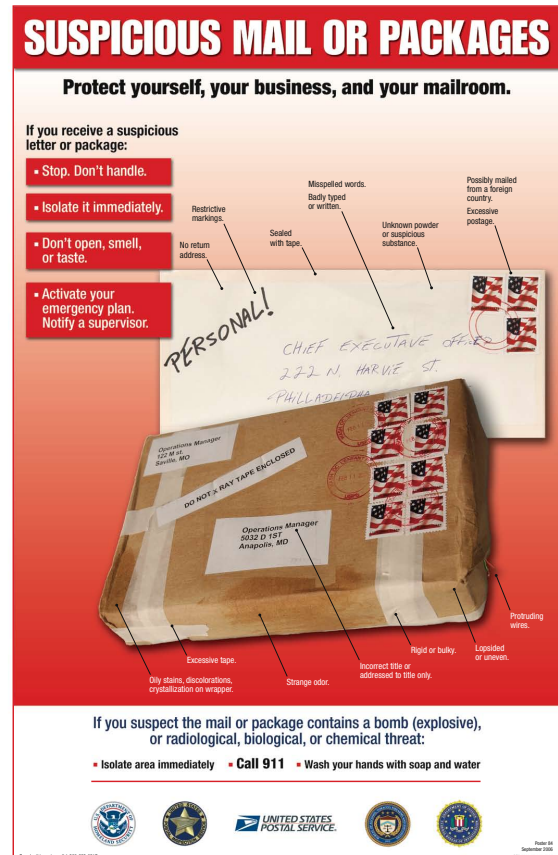 SUSPICIOUS MAIL OR PACKAGES
Protect yourself, your business, and your mailroom.
If you receive a suspicious
letter or package:
Stop. Don't handle.
Isolate it immediately.
Don't open, smell,
or taste.
Activate your
emergency plan.
Notify a supervisor.
No return
address.
Restrictive
markings.
Sealed
with tape.
Misspelled words.
Badly typed
or written.
Unknown powder
or suspicious
substance.
Possibly mailed
from a foreign
country.
Excessive
postage.
PERSONAL!
CHIEF EXECUTAVE OFFICER
222 N. HARVIE ST.
PHILLADELPHA
Operations Manager
122 M st.
Saville, MO
DO NOT X RAY TAPE ENCLOSED
Operations Manager
5032 D 1ST
Anapolis, MD
Protruding
wires.
Lopsided
or uneven.
Rigid or bulky.
Incorrect title or
addressed to title only.
Strange odor.
Excessive tape.
Oily stains, discolorations,
crystallization on wrapper.
If you suspect the mail or package contains a bomb (explosive),
or radiological, biological, or chemical threat:
Isolate area immediately
Call 911
Wash your hands with soap and water
U.S. DEPARTMENT OF
HOMELAND SECURITY
UNITED STATES
POSTAL SERVICE.
Poster 84
September 2006